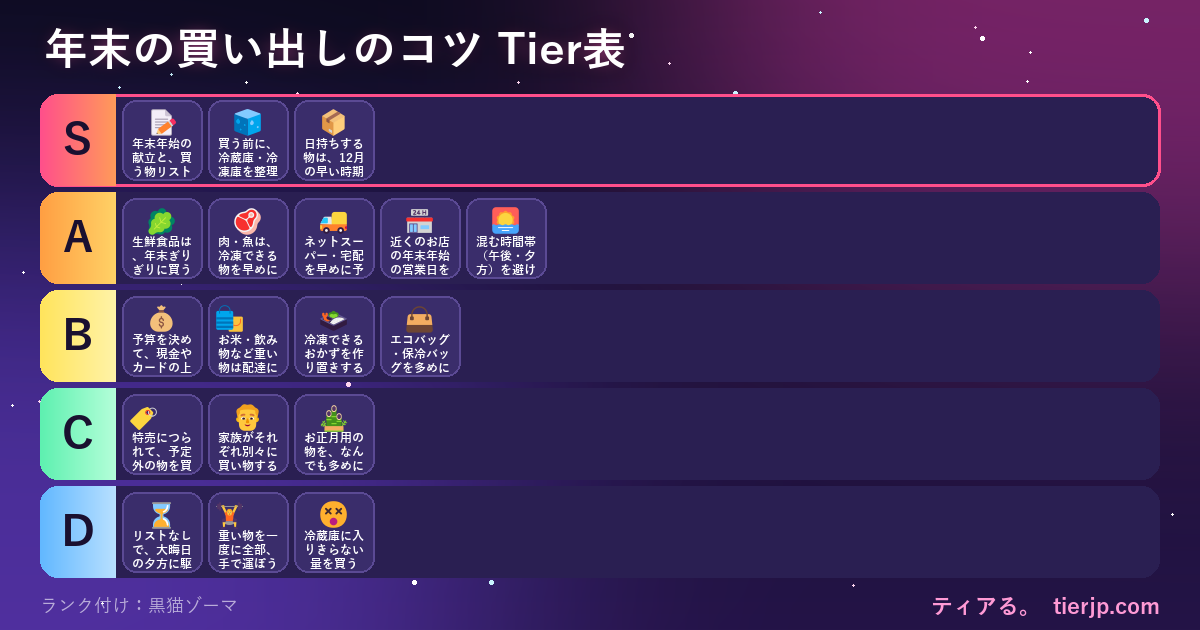 年末の買い出しのコツ Tier表
S
年末年始の
献立と、買
う物リスト
買う前に、
冷蔵庫・冷
凍庫を整理
日持ちする
物は、12月
の早い時期
A
生鮮食品は
、年末ぎり
ぎりに買う
肉・魚は、
冷凍できる
物を早めに
ネットスー
パー・宅配
を早めに予
24H
近くのお店
の年末年始
の営業日を
混む時間帯
（午後・夕
方）を避け
B
予算を決め
て、現金や
カードの上
お米・飲み
物など重い
物は配達に
冷凍できる
おかずを作
り置きする
エコバッグ
・保冷バッ
グを多めに
C
特売につら
れて、予定
外の物を買
家族がそれ
ぞれ別々に
買い物する
お正月用の
物を、なん
でも多めに
D
リストなし
で、大晦日
の夕方に駆
重い物を一
度に全部、
手で運ぼう
冷蔵庫に入
りきらない
量を買う
ランク付け：黒猫ゾーマ
ティアる。 tierjp.com